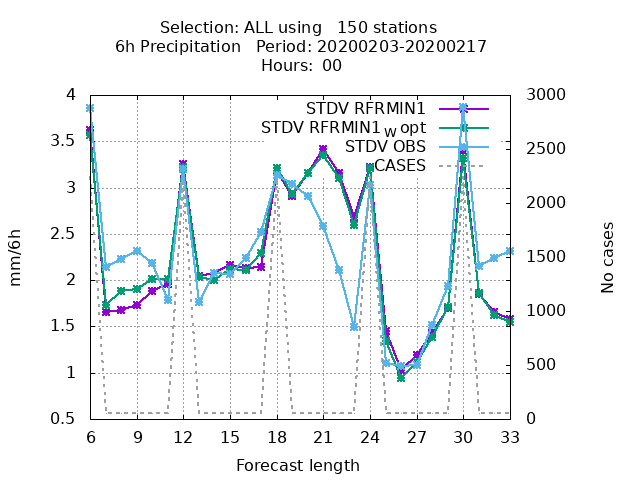 Selection: ALL using   150 stations
6h Precipitation   Period: 20200203-20200217
Hours: 00
STDV RFRMIN1
STDV RFRMIN1 w opt
STDV OBS
CASES
4
3.5
3
2.5
2
1.5
1
0.5
3000
2500
2000
1500
1000
500
0
mm/6h
No cases
6 9 12 15 18 21 24 27 30 33
Forecast length